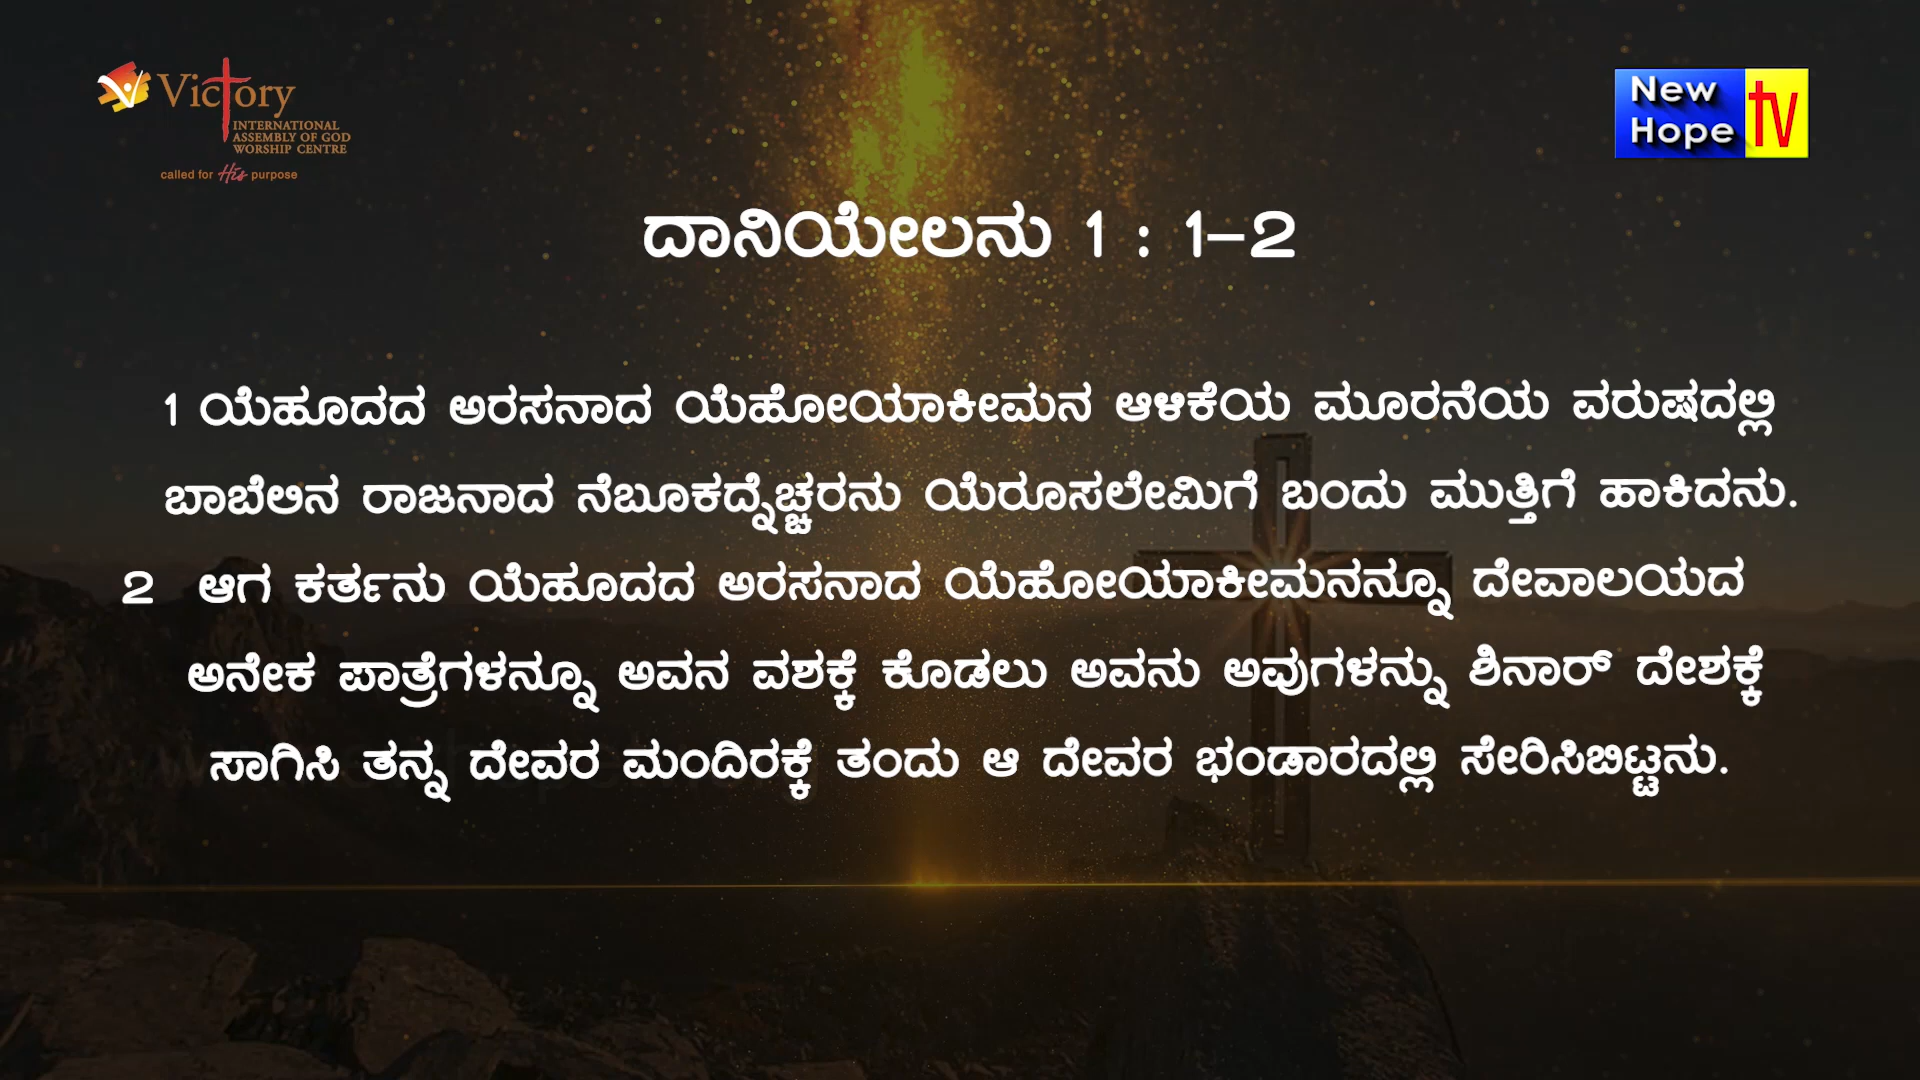 Victory
INTERNATIONAL
ASSEMBLY OF GOD
WORSHIP CENTRE
called for His purpose
New
Hope
tv
ದಾನಿಯೇಲನು 1 : 1-2
1 ಯೆಹೂದದ ಅರಸನಾದ ಯೆಹೋಯಾಕೀಮನ ಆಳಿಕೆಯ ಮೂರನೆಯ ವರುಷದಲ್ಲಿ
ಬಾಬೆಲಿನ ರಾಜನಾದ ನೆಬೂಕದ್ನೆಚ್ಚರನು ಯೆರೂಸಲೇಮಿಗೆ ಬಂದು ಮುತ್ತಿಗೆ ಹಾಕಿದನು.
2 ಆಗ ಕರ್ತನು ಯೆಹೂದದ ಅರಸನಾದ ಯೆಹೋಯಾಕೀಮನನ್ನೂ ದೇವಾಲಯದ
ಅನೇಕ ಪಾತ್ರೆಗಳನ್ನೂ ಅವನ ವಶಕ್ಕೆ ಕೊಡಲು ಅವನು ಅವುಗಳನ್ನು ಶಿನಾರ್ ದೇಶಕ್ಕೆ
ಸಾಗಿಸಿ ತನ್ನ ದೇವರ ಮಂದಿರಕ್ಕೆ ತಂದು ಆ ದೇವರ ಭಂಡಾರದಲ್ಲಿ ಸೇರಿಸಿಬಿಟ್ಟನು.